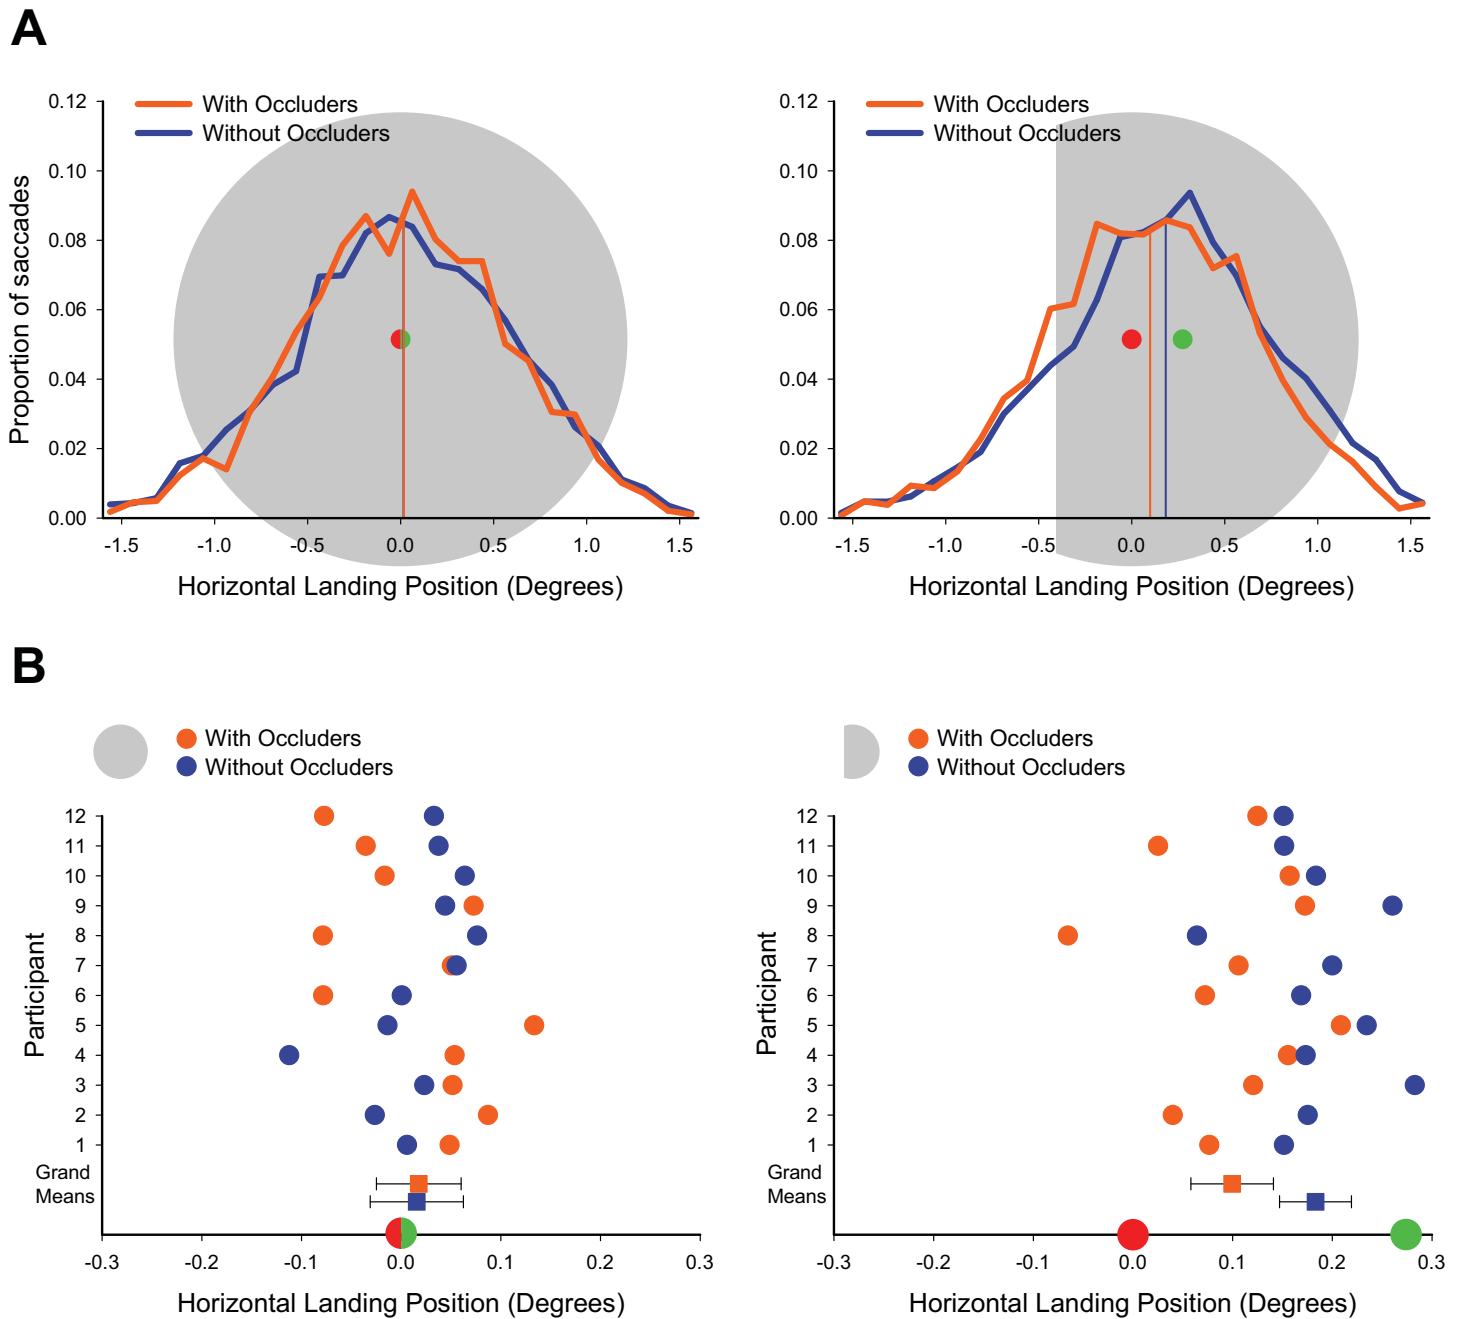 A
With Occluders
Without Occluders
0.12
0.10
0.08
0.06
0.04
0.02
0.00
Proportion of saccades
-1.5 -1.0 -0.5 0.0 0.5 1.0 1.5
Horizontal Landing Position (Degrees)
With Occluders
Without Occluders
0.12
0.10
0.08
0.06
0.04
0.02
0.00
-1.5 -1.0 -0.5 0.0 0.5 1.0 1.5
Horizontal Landing Position (Degrees)
B
With Occluders
Without Occluders
12
11
10
9
8
7
6
5
4
3
2
1
Participant
Grand
Means
-0.3 -0.2 -0.1 0.0 0.1 0.2 0.3
Horizontal Landing Position (Degrees)
With Occluders
Without Occluders
12
11
10
9
8
7
6
5
4
3
2
1
Participant
Grand
Means
-0.3 -0.2 -0.1 0.0 0.1 0.2 0.3
Horizontal Landing Position (Degrees)